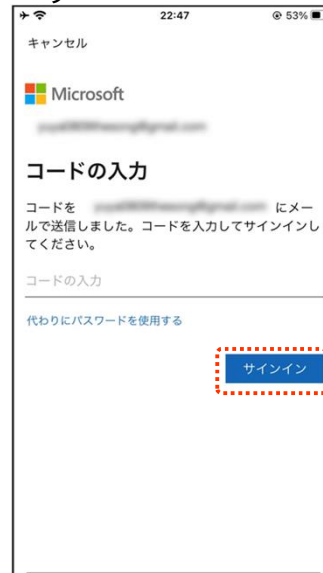 22:47
53%
キャンセル
Microsoft
コードの入力
コードを にメー
ルで送信しました。コードを入力してサインインし
てください。
コードの入力
代わりにパスワードを使用する
サインイン